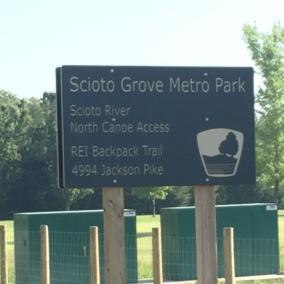 Scioto Grove Metro Park
Scioto River
North Canoe Access
REI Backpack Trail
4994 Jackson Pike